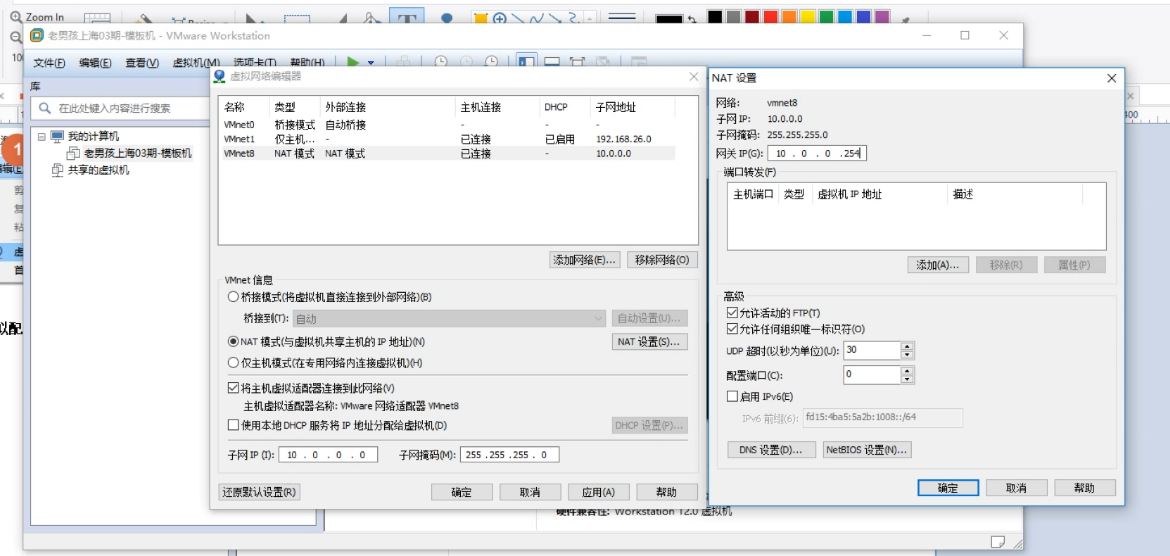 Zoom In
老男孩上海03期-模板机 - VMware Workstation
文件(F) 编辑(E) 查看(V) 虚拟机(M) 选项卡(T) 帮助(H)
库
在此处键入内容进行搜索
我的计算机
老男孩上海03期-模板机
共享的虚拟机
1
虚拟网络编辑器
名称 类型 外部连接 主机连接 DHCP 子网地址
VMnet0 桥接模式 自动桥接 - - -
VMnet1 仅主机... - 已连接 已启用 192.168.26.0
VMnet8 NAT 模式 NAT 模式 已连接 - 10.0.0.0
添加网络(E)... 移除网络(O)
VMnet 信息
桥接模式(将虚拟机直接连接到外部网络)(B)
桥接到(T): 自动 自动设置(U)...
NAT 模式(与虚拟机共享主机的 IP 地址)(N) NAT 设置(S)...
仅主机模式(在专用网络内连接虚拟机)(H)
将主机虚拟适配器连接到此网络(V)
主机虚拟适配器名称: VMware 网络适配器 VMnet8
使用本地 DHCP 服务将 IP 地址分配给虚拟机(D) DHCP 设置(P)...
子网 IP (I): 10 . 0 . 0 . 0 子网掩码(M): 255 .255 .255 . 0
还原默认设置(R) 确定 取消 应用(A) 帮助
硬件兼容性: Workstation 12.0 虚拟机
NAT 设置
网络: vmnet8
子网 IP: 10.0.0.0
子网掩码: 255.255.255.0
网关 IP(G): 10 . 0 . 0 .254
端口转发(F)
主机端口 类型 虚拟机 IP 地址 描述
添加(A)... 移除(R) 属性(P)
高级
允许活动的 FTP(T)
允许任何组织唯一标识符(O)
UDP 超时(以秒为单位)(U): 30
配置端口(C): 0
启用 IPv6(E)
IPv6 前缀(6): fd15:4ba5:5a2b:1008::/64
DNS 设置(D)... NetBIOS 设置(N)...
确定 取消 帮助